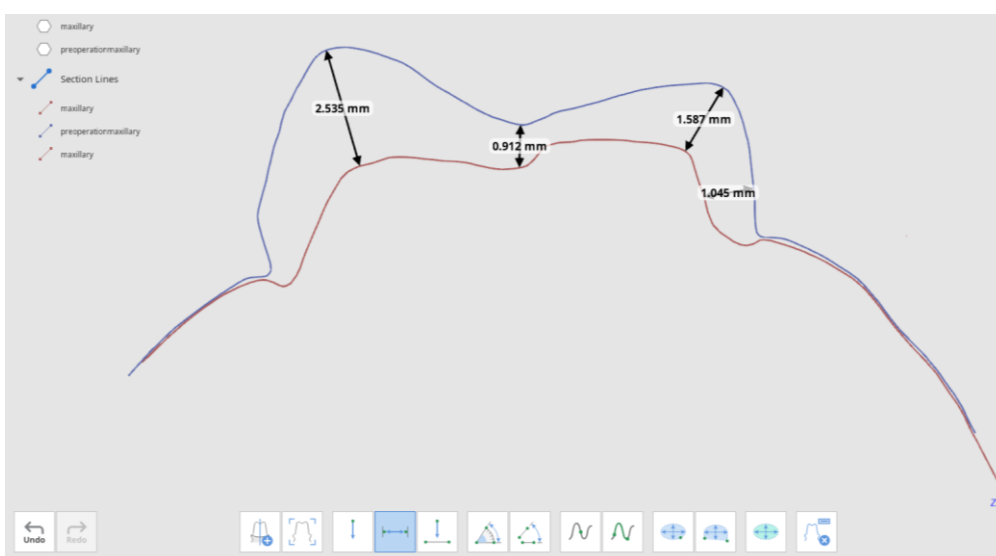 maxillary
preoperationmaxillary
Section Lines
maxillary
preoperationmaxillary
maxillary
2.535 mm
0.912 mm
1.587 mm
1.045 mm
Z
Undo
Redo